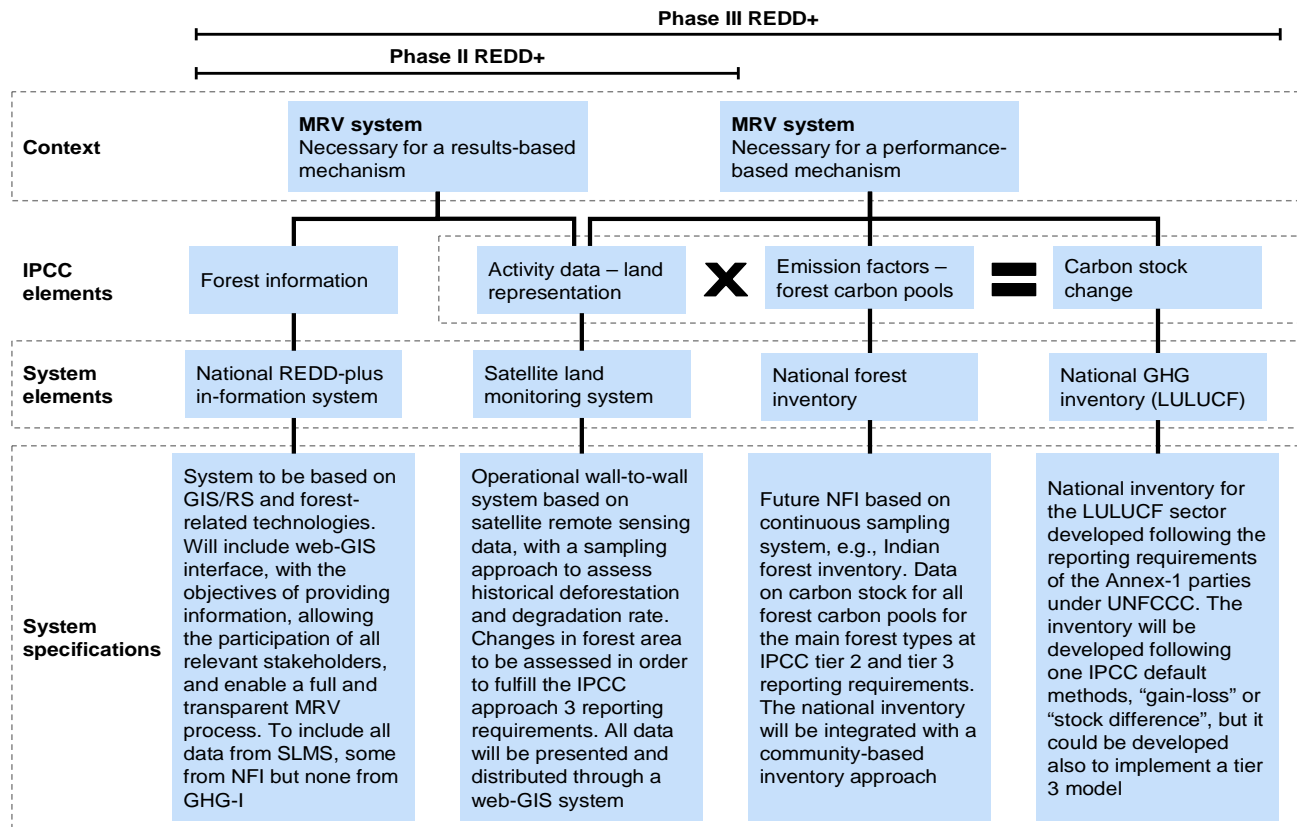 Phase III REDD+
Phase II REDD+
Context
MRV system
Necessary for a results-based
mechanism
MRV system
Necessary for a performance-
based mechanism
IPCC
elements
Forest information
Activity data – land
representation
X
Emission factors –
forest carbon pools
=
Carbon stock
change
System
elements
National REDD-plus
in-formation system
Satellite land
monitoring system
National forest
inventory
National GHG
inventory (LULUCF)
System
specifications
System to be based on
GIS/RS and forest-
related technologies.
Will include web-GIS
interface, with the
objectives of providing
information, allowing
the participation of all
relevant stakeholders,
and enable a full and
transparent MRV
process. To include all
data from SLMS, some
from NFI but none from
GHG-I
Operational wall-to-wall
system based on
satellite remote sensing
data, with a sampling
approach to assess
historical deforestation
and degradation rate.
Changes in forest area
to be assessed in order
to fulfill the IPCC
approach 3 reporting
requirements. All data
will be presented and
distributed through a
web-GIS system
Future NFI based on
continuous sampling
system, e.g., Indian
forest inventory. Data
on carbon stock for all
forest carbon pools for
the main forest types at
IPCC tier 2 and tier 3
reporting requirements.
The national inventory
will be integrated with a
community-based
inventory approach
National inventory for
the LULUCF sector
developed following the
reporting requirements
of the Annex-1 parties
under UNFCCC. The
inventory will be
developed following
one IPCC default
methods, “gain-loss” or
“stock difference”, but it
could be developed
also to implement a tier
3 model